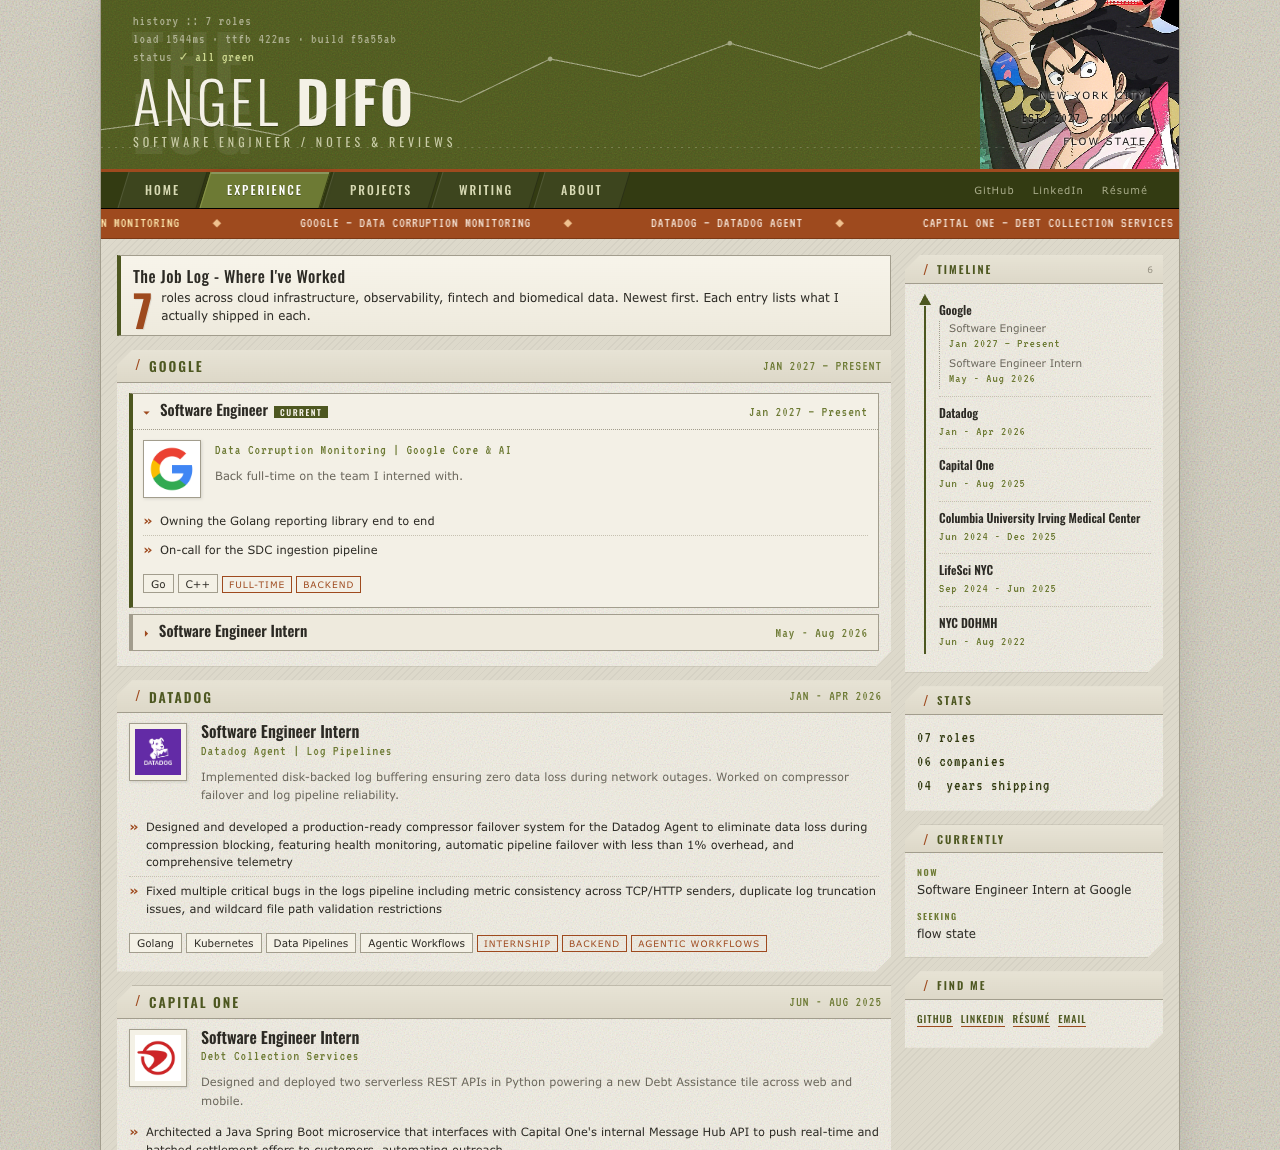 history :: 7 roles
load 1544ms · ttfb 422ms · build f5a55ab
status ✓ all green
ANGEL DIFO
SOFTWARE ENGINEER / NOTES & REVIEWS
NEW YORK CITY
EST. 2027 — CUNY
FLOW STATE
HOME
EXPERIENCE
PROJECTS
WRITING
ABOUT
GitHub
LinkedIn
Résumé
N MONITORING ◆ GOOGLE — DATA CORRUPTION MONITORING ◆ DATADOG — DATADOG AGENT ◆ CAPITAL ONE — DEBT COLLECTION SERVICES
The Job Log - Where I've Worked
7 roles across cloud infrastructure, observability, fintech and biomedical data. Newest first. Each entry lists what I
actually shipped in each.
/ GOOGLE
JAN 2027 — PRESENT
Software Engineer CURRENT
Jan 2027 — Present
Data Corruption Monitoring | Google Core & AI
Back full-time on the team I interned with.
» Owning the Golang reporting library end to end
» On-call for the SDC ingestion pipeline
Go C++ FULL-TIME BACKEND
Software Engineer Intern
May - Aug 2026
/ DATADOG
JAN - APR 2026
DATADOG
Software Engineer Intern
Datadog Agent | Log Pipelines
Implemented disk-backed log buffering ensuring zero data loss during network outages. Worked on compressor
failover and log pipeline reliability.
» Designed and developed a production-ready compressor failover system for the Datadog Agent to eliminate data loss during
compression blocking, featuring health monitoring, automatic pipeline failover with less than 1% overhead, and
comprehensive telemetry
» Fixed multiple critical bugs in the logs pipeline including metric consistency across TCP/HTTP senders, duplicate log truncation
issues, and wildcard file path validation restrictions
Golang Kubernetes Data Pipelines Agentic Workflows INTERNSHIP BACKEND AGENTIC WORKFLOWS
/ CAPITAL ONE
JUN - AUG 2025
Software Engineer Intern
Debt Collection Services
Designed and deployed two serverless REST APIs in Python powering a new Debt Assistance tile across web and
mobile.
» Architected a Java Spring Boot microservice that interfaces with Capital One's internal Message Hub API to push real-time and
batched settlement offers to customers, automating outreach
/ TIMELINE
6
Google
Software Engineer
Jan 2027 — Present
Software Engineer Intern
May - Aug 2026
Datadog
Jan - Apr 2026
Capital One
Jun - Aug 2025
Columbia University Irving Medical Center
Jun 2024 - Dec 2025
LifeSci NYC
Sep 2024 - Jun 2025
NYC DOHMH
Jun - Aug 2022
/ STATS
07 roles
06 companies
04 years shipping
/ CURRENTLY
NOW
Software Engineer Intern at Google
SEEKING
flow state
/ FIND ME
GITHUB LINKEDIN RÉSUMÉ EMAIL